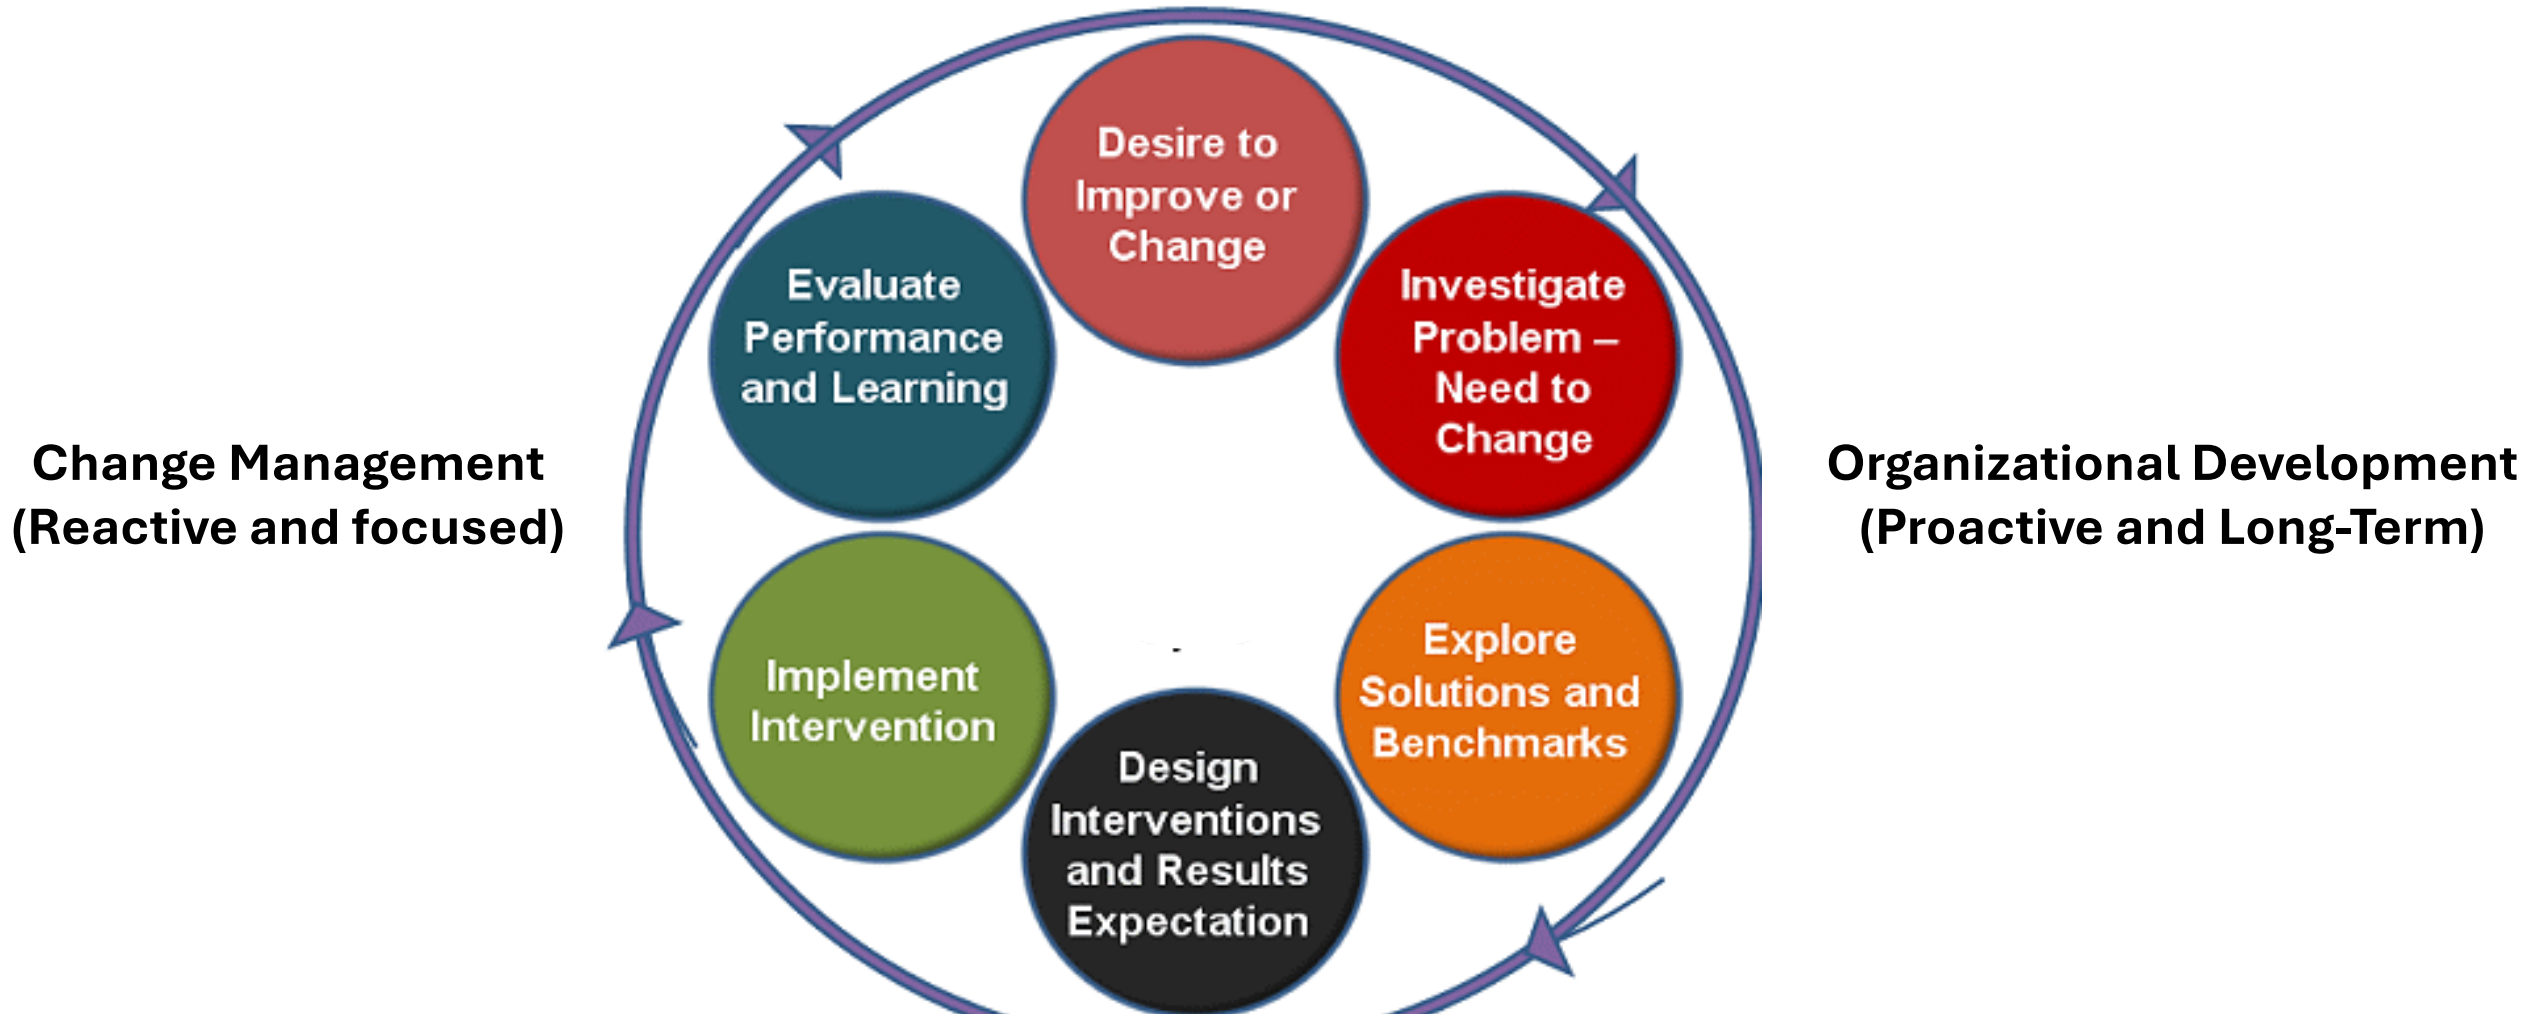 Desire to
Improve or
Change
Investigate
Problem –
Need to
Change
Explore
Solutions and
Benchmarks
Design
Interventions
and Results
Expectation
Implement
Intervention
Evaluate
Performance
and Learning
Change Management
(Reactive and focused)
Organizational Development
(Proactive and Long-Term)